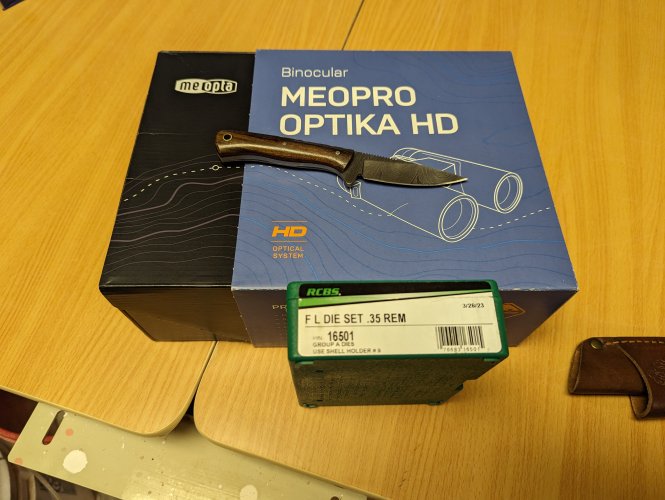 meopta
Binocular
MEOPRO
OPTIKA HD
HD
OPTICAL
SYSTEM
RCBS.
3/28/23
F L DIE SET .35 REM
P/N: 16501
GROUP A DIES
USE SHELL HOLDER # 9